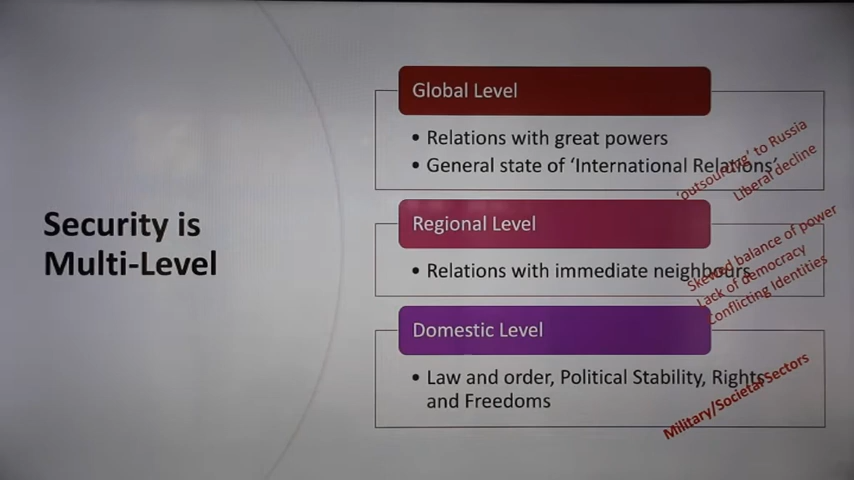 Security is
Multi-Level
Global Level
• Relations with great powers
• General state of ‘International Relations’
‘outsourcing’ to Russia
Liberal decline
Regional Level
• Relations with immediate neighbours
Skewed balance of power
Lack of democracy
Conflicting Identities
Domestic Level
• Law and order, Political Stability, Rights
and Freedoms
Military/Societal Sectors